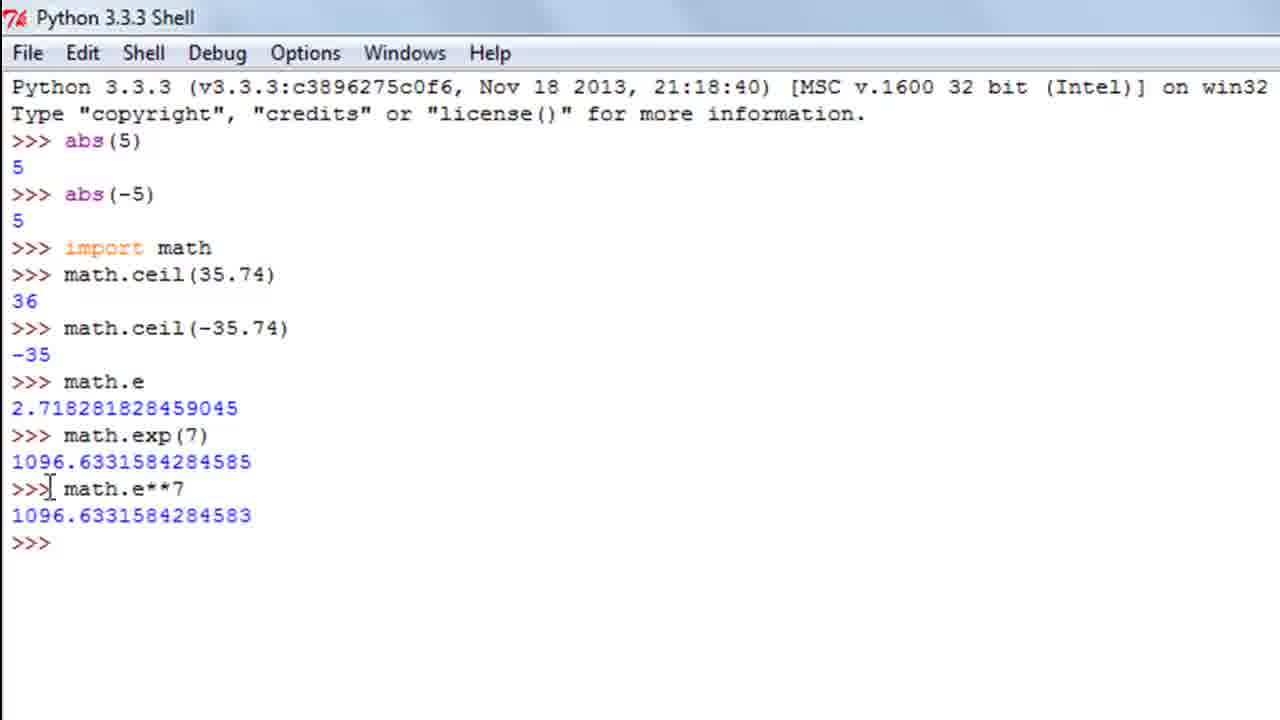 Python 3.3.3 Shell
File Edit Shell Debug Options Windows Help
Python 3.3.3 (v3.3.3:c3896275c0f6, Nov 18 2013, 21:18:40) [MSC v.1600 32 bit (Intel)] on win32
Type "copyright", "credits" or "license()" for more information.
>>> abs(5)
5
>>> abs(-5)
5
>>> import math
>>> math.ceil(35.74)
36
>>> math.ceil(-35.74)
-35
>>> math.e
2.718281828459045
>>> math.exp(7)
1096.6331584284585
>>> math.e**7
1096.6331584284583
>>>